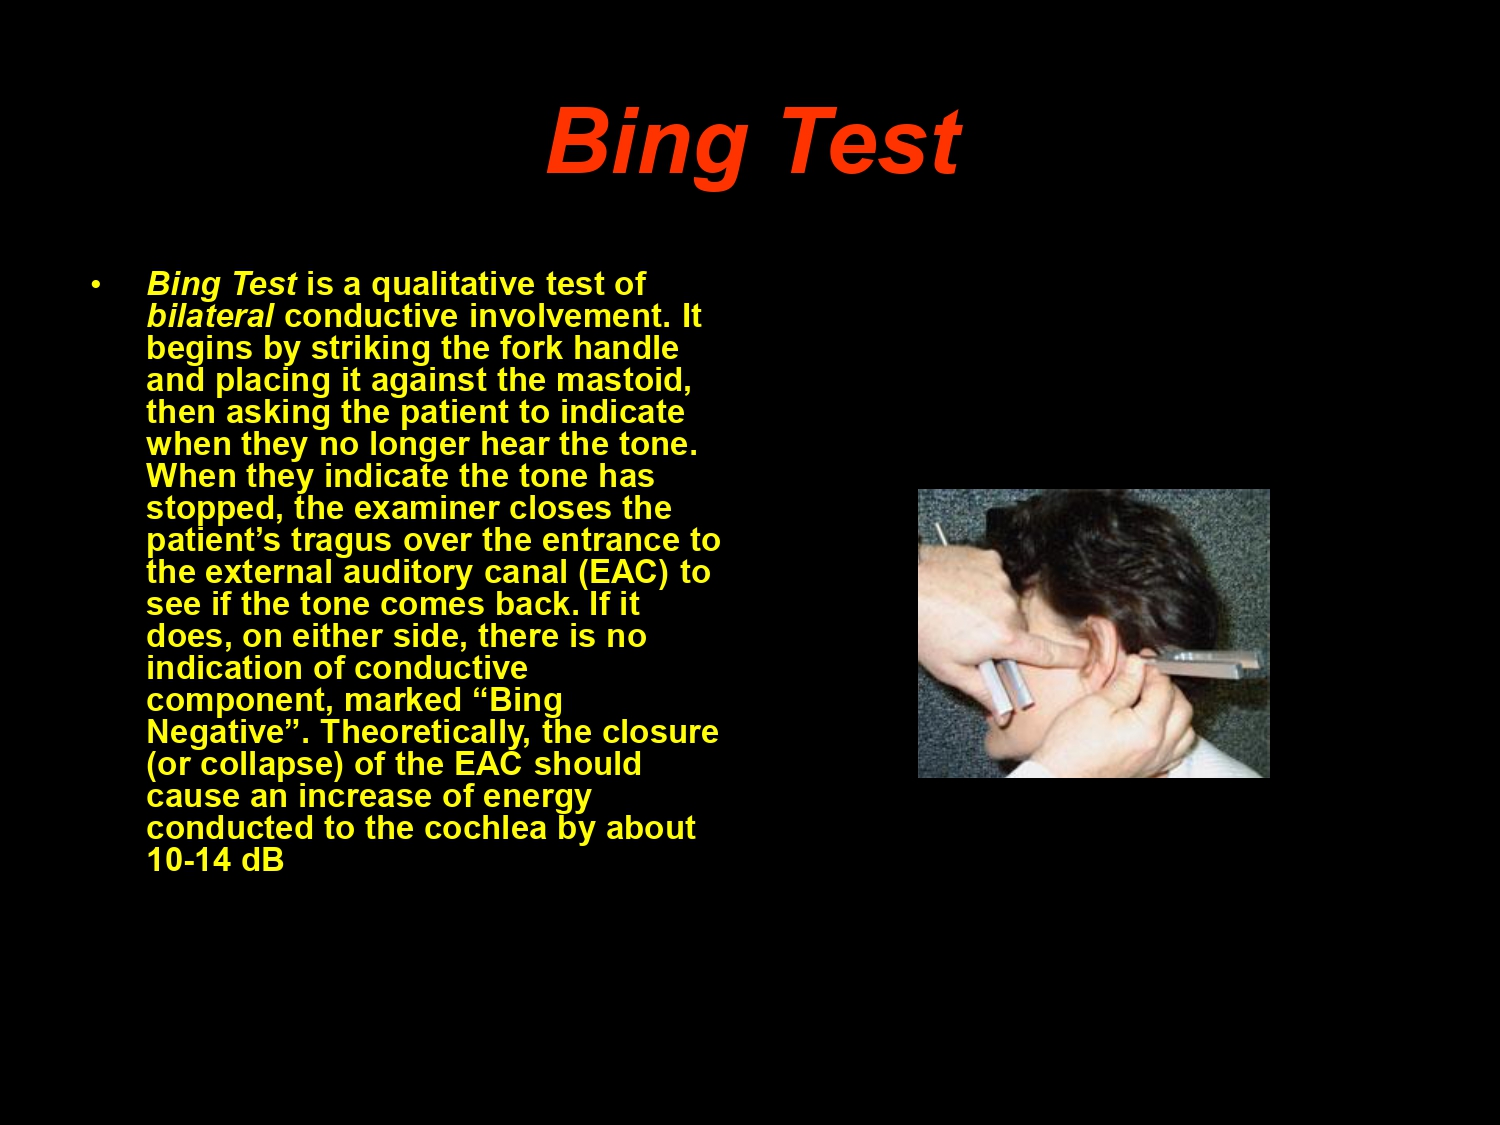 Bing Test
• Bing Test is a qualitative test of
bilateral conductive involvement. It
begins by striking the fork handle
and placing it against the mastoid,
then asking the patient to indicate
when they no longer hear the tone.
When they indicate the tone has
stopped, the examiner closes the
patient’s tragus over the entrance to
the external auditory canal (EAC) to
see if the tone comes back. If it
does, on either side, there is no
indication of conductive
component, marked “Bing
Negative”. Theoretically, the closure
(or collapse) of the EAC should
cause an increase of energy
conducted to the cochlea by about
10-14 dB